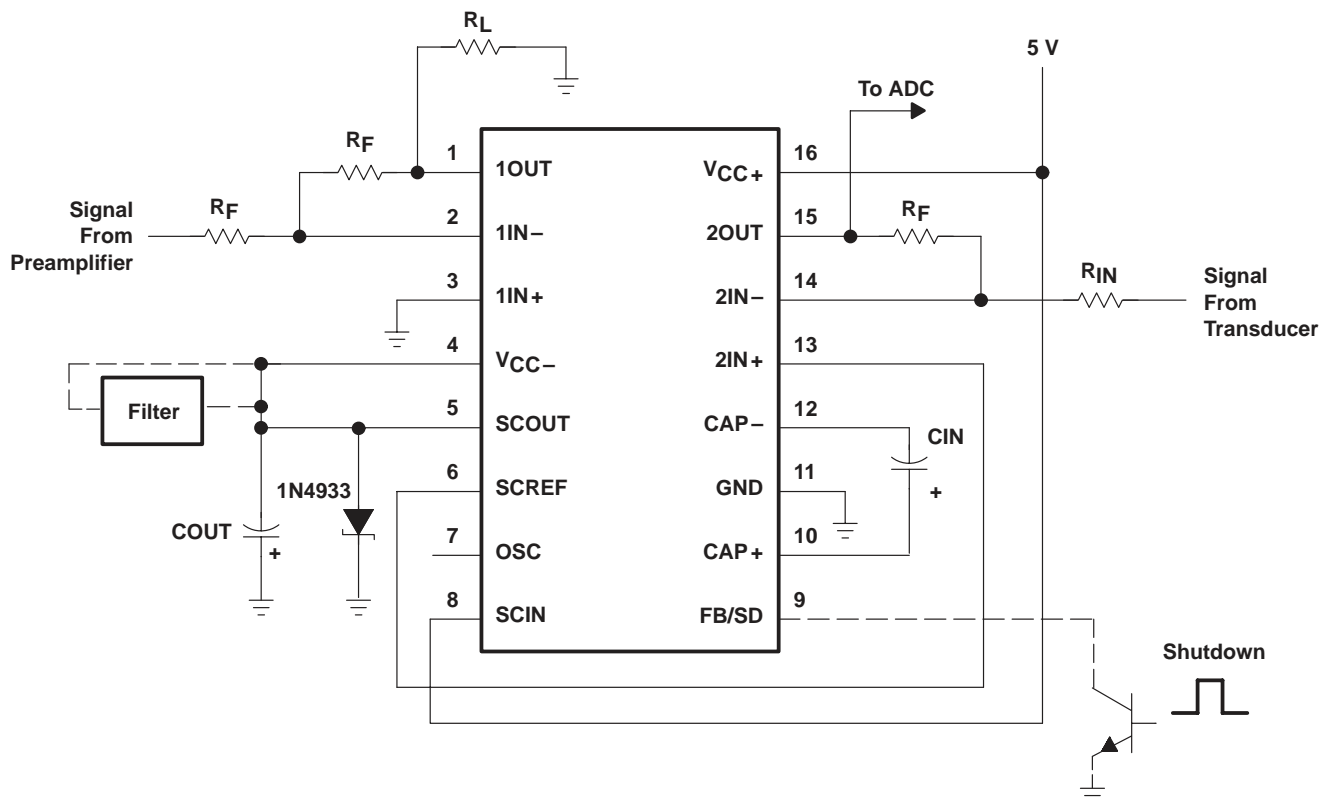 RL
5 V
To ADC
RF
1
1OUT
16
VCC+
Signal
From
Preamplifier
RF
2
1IN−
15
2OUT
RF
3
1IN+
14
2IN−
RIN
Signal
From
Transducer
4
VCC−
13
2IN+
Filter
5
SCOUT
12
CAP−
CIN
+
1N4933
6
SCREF
11
GND
COUT
+
7
OSC
10
CAP+
8
SCIN
9
FB/SD
Shutdown